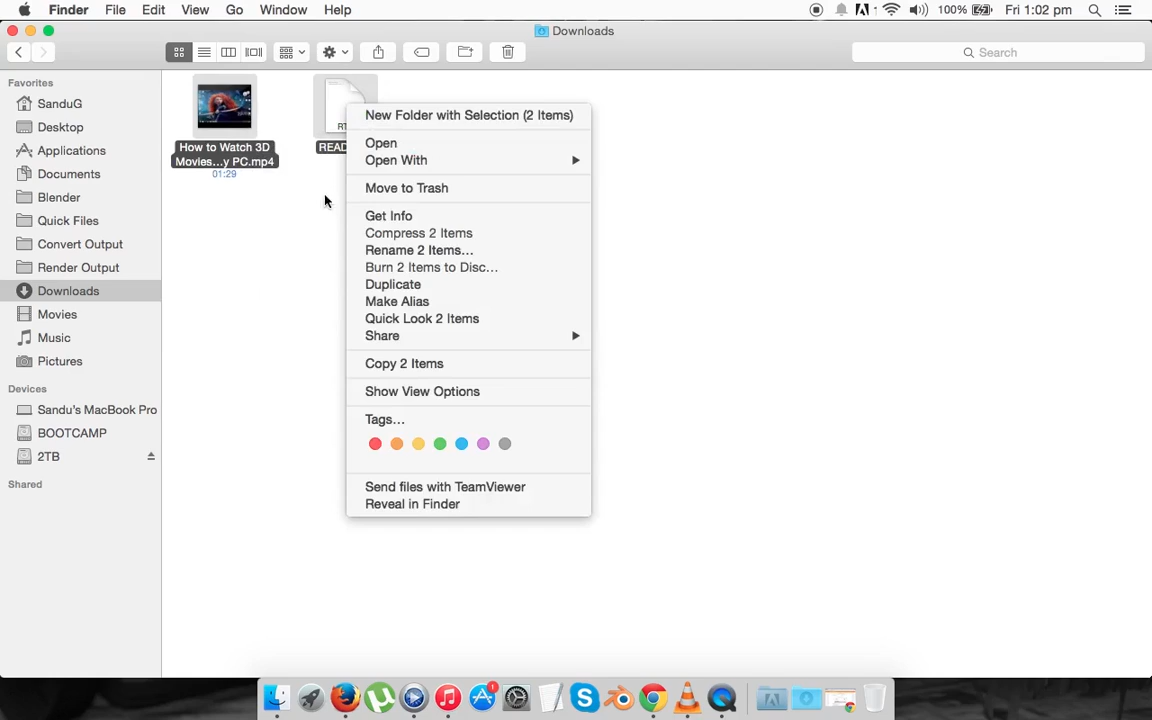 Finder File Edit View Go Window Help 100% Fri 1:02 pm
Downloads
Search
Favorites
SanduG
Desktop
Applications
Documents
Blender
Quick Files
Convert Output
Render Output
Downloads
Movies
Music
Pictures
Devices
Sandu's MacBook Pro
BOOTCAMP
2TB
Shared
How to Watch 3D
Movies...y PC.mp4
01:29
New Folder with Selection (2 Items)
Open
Open With
Move to Trash
Get Info
Compress 2 Items
Rename 2 Items...
Burn 2 Items to Disc...
Duplicate
Make Alias
Quick Look 2 Items
Share
Copy 2 Items
Show View Options
Tags...
Send files with TeamViewer
Reveal in Finder
1